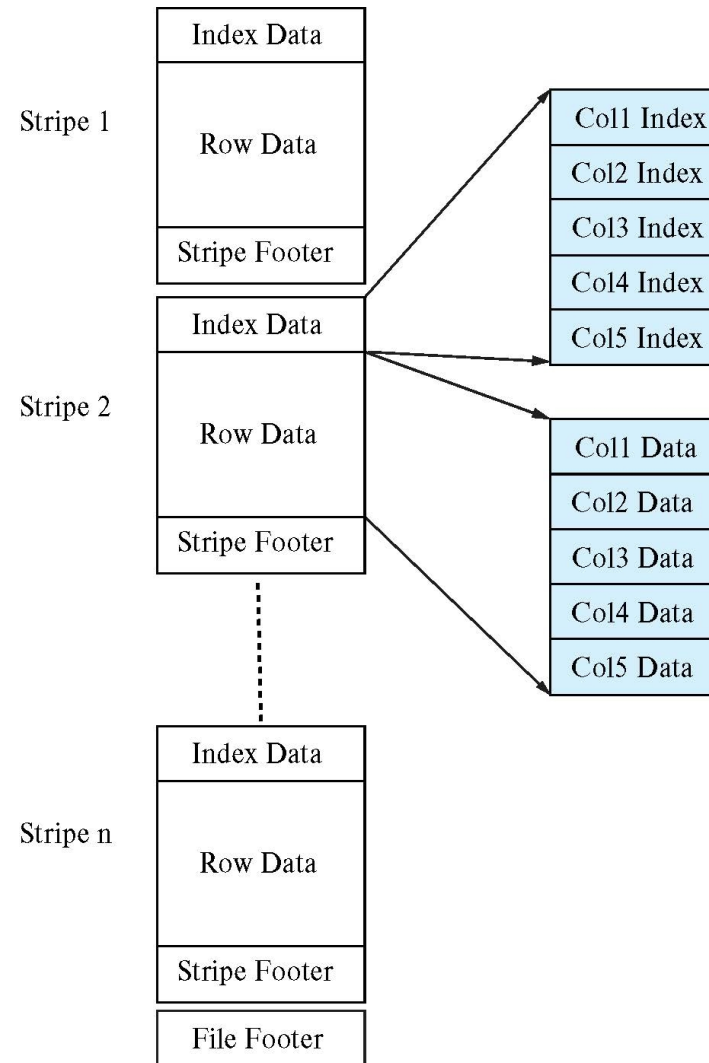 Index Data
Stripe 1
Row Data
Stripe Footer
Index Data
Stripe 2
Row Data
Stripe Footer
Col1 Index
Col2 Index
Col3 Index
Col4 Index
Col5 Index
Col1 Data
Col2 Data
Col3 Data
Col4 Data
Col5 Data
Index Data
Stripe n
Row Data
Stripe Footer
File Footer